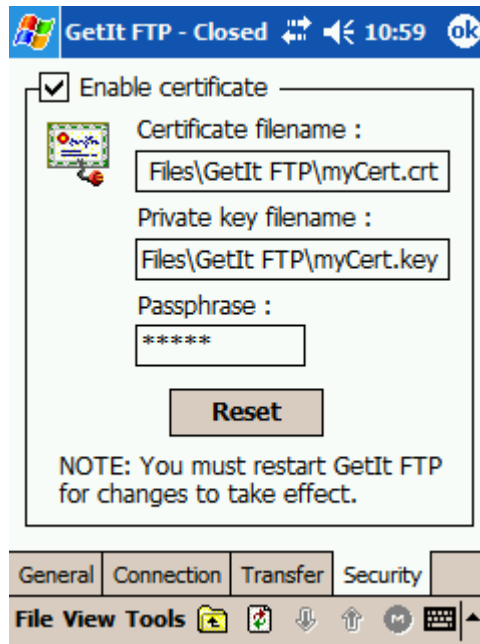 GetIt FTP - Closed 10:59 ok
Enable certificate
Certificate filename :
Files\GetIt FTP\myCert.crt
Private key filename :
Files\GetIt FTP\myCert.key
Passphrase :
*****
Reset
NOTE: You must restart GetIt FTP
for changes to take effect.
General Connection Transfer Security
File View Tools M